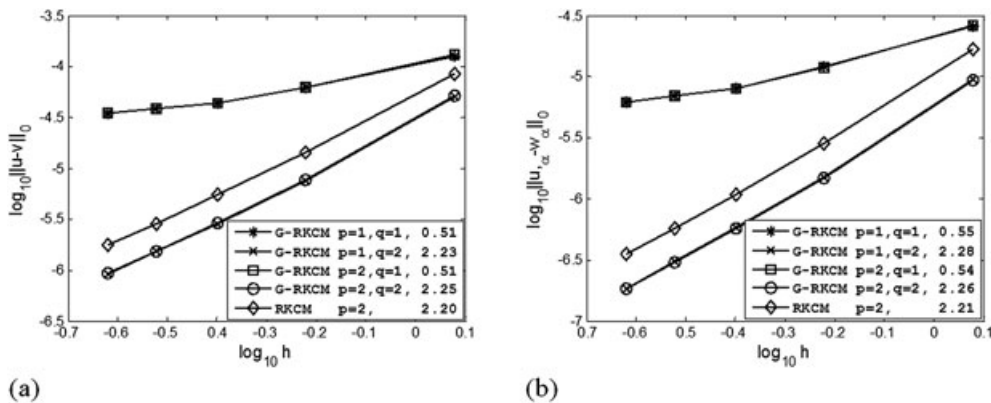 -3.5
-4
-4.5
-5
-5.5
-6
-6.5
log10||u-v||0
G-RKCM p=1,q=1, 0.51
G-RKCM p=1,q=2, 2.23
G-RKCM p=2,q=1, 0.51
G-RKCM p=2,q=2, 2.25
RKCM p=2, 2.20
-0.7 -0.6 -0.5 -0.4 -0.3 -0.2 -0.1 0 0.1
log10 h
(a)
-4.5
-5
-5.5
-6
-6.5
-7
log10||u,α-wα||0
G-RKCM p=1,q=1, 0.55
G-RKCM p=1,q=2, 2.28
G-RKCM p=2,q=1, 0.54
G-RKCM p=2,q=2, 2.26
RKCM p=2, 2.21
0.7 -0.6 -0.5 -0.4 -0.3 -0.2 -0.1 0 0.1
log10 h
(b)